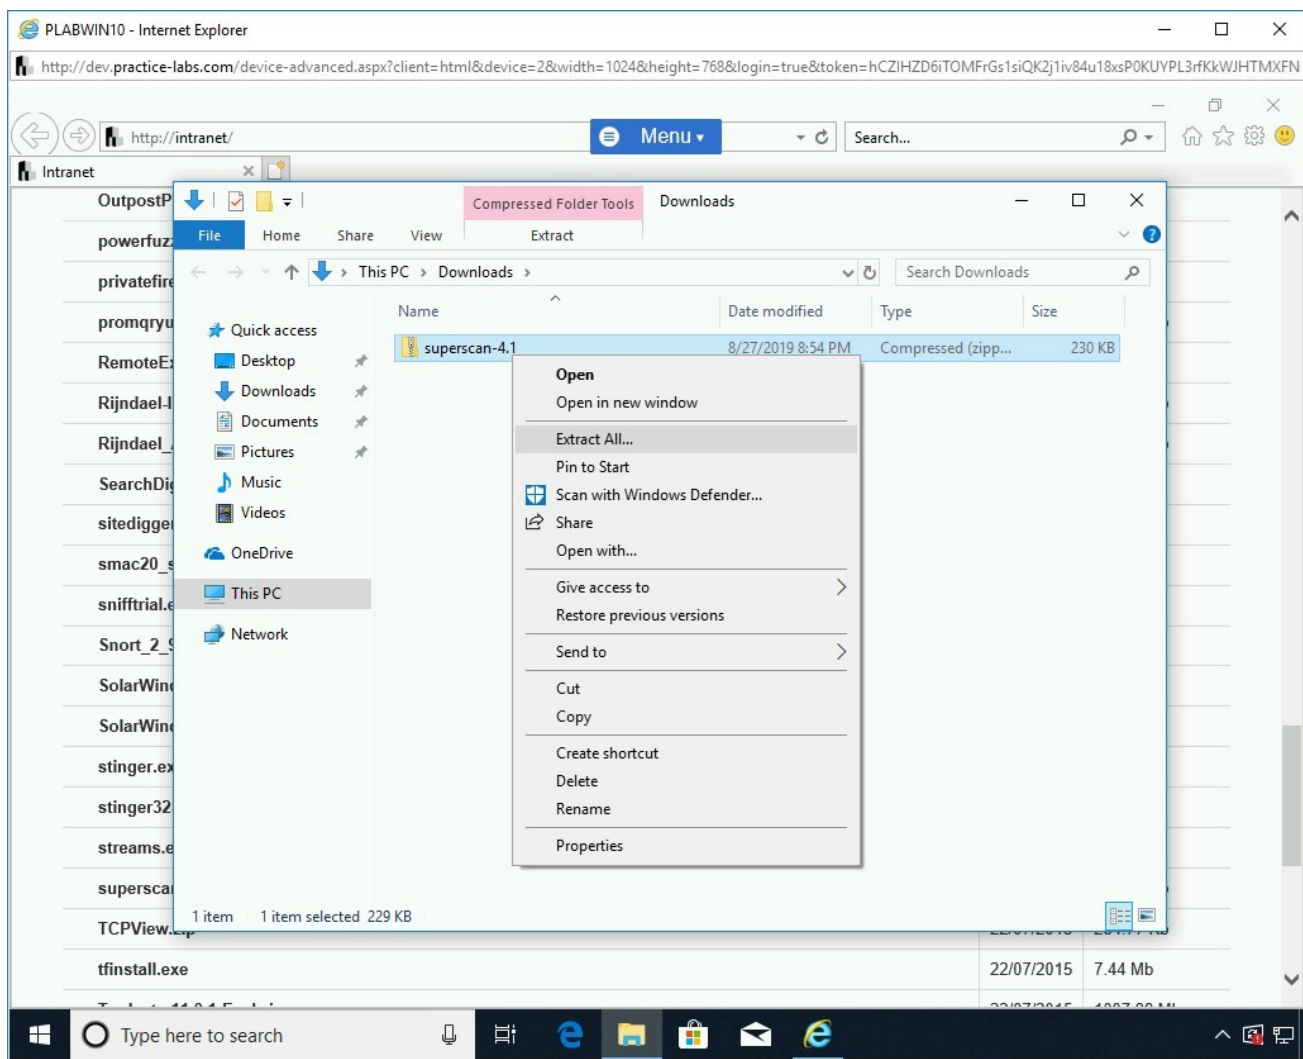 PLABWIN10 - Internet Explorer
http://dev.practice-labs.com/device-advanced.aspx?client=html&device=2&width=1024&height=768&login=true&token=hCZIHZD6iTOMFrGs1siQK2j1iv84u18xsP0KUYPL3rfKkWJHTMXFN
http://intranet/
Menu
Search...
Intranet
Compressed Folder Tools
Downloads
File
Home
Share
View
Extract
This PC > Downloads >
Search Downloads
Name
Date modified
Type
Size
superscan-4.1
8/27/2019 8:54 PM
Compressed (zipp...
230 KB
Quick access
Desktop
Downloads
Documents
Pictures
Music
Videos
OneDrive
This PC
Network
Open
Open in new window
Extract All...
Pin to Start
Scan with Windows Defender...
Share
Open with...
Give access to
Restore previous versions
Send to
Cut
Copy
Create shortcut
Delete
Rename
Properties
1 item
1 item selected 229 KB
OutpostP
powerfuz
privatefire
promqryu
RemoteE
Rijndael-I
Rijndael_
SearchDig
sitedigger
smac20_s
snifftrial.e
Snort_2_9
SolarWind
SolarWind
stinger.ex
stinger32
streams.e
superscan
TCPView.zip
tfinstall.exe
22/07/2015
7.44 Mb
Type here to search